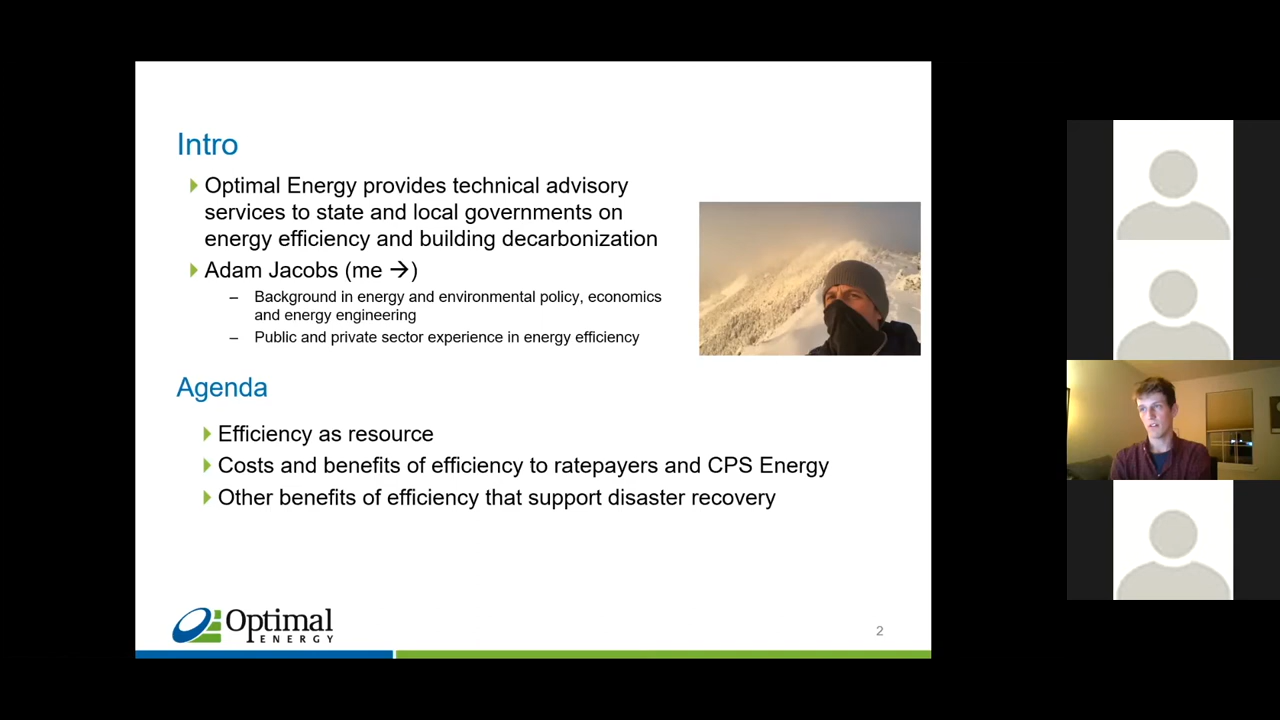 Intro
Optimal Energy provides technical advisory
services to state and local governments on
energy efficiency and building decarbonization
Adam Jacobs (me →)
– Background in energy and environmental policy, economics
and energy engineering
– Public and private sector experience in energy efficiency
Agenda
Efficiency as resource
Costs and benefits of efficiency to ratepayers and CPS Energy
Other benefits of efficiency that support disaster recovery
Optimal
ENERGY
2